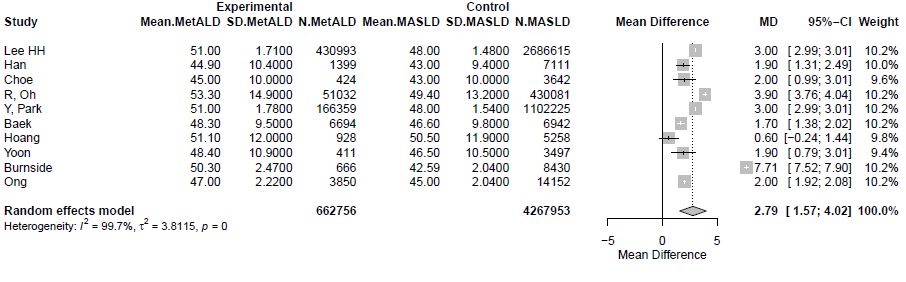 Experimental Control
Study Mean.MetALD SD.MetALD N.MetALD Mean.MASLD SD.MASLD N.MASLD Mean Difference MD 95%−CI Weight
Lee HH 51.00 1.7100 430993 48.00 1.4800 2686615 3.00 [ 2.99; 3.01] 10.2%
Han 44.90 10.4000 1399 43.00 9.4000 7111 1.90 [ 1.31; 2.49] 10.0%
Choe 45.00 10.0000 424 43.00 10.0000 3642 2.00 [ 0.99; 3.01] 9.6%
R, Oh 53.30 14.9000 51032 49.40 13.2000 430081 3.90 [ 3.76; 4.04] 10.2%
Y, Park 51.00 1.7800 166359 48.00 1.5400 1102225 3.00 [ 2.99; 3.01] 10.2%
Baek 48.30 9.5000 6694 46.60 9.8000 6942 1.70 [ 1.38; 2.02] 10.2%
Hoang 51.10 12.0000 928 50.50 11.9000 5258 0.60 [−0.24; 1.44] 9.8%
Yoon 48.40 10.9000 411 46.50 10.5000 3497 1.90 [ 0.79; 3.01] 9.4%
Burnside 50.30 2.4700 666 42.59 2.0400 8430 7.71 [ 7.52; 7.90] 10.2%
Ong 47.00 2.2200 3850 45.00 2.0400 14152 2.00 [ 1.92; 2.08] 10.2%
Random effects model 662756 4267953 2.79 [ 1.57; 4.02] 100.0%
Heterogeneity: I² = 99.7%, τ² = 3.8115, p = 0
−5 0 5
Mean Difference